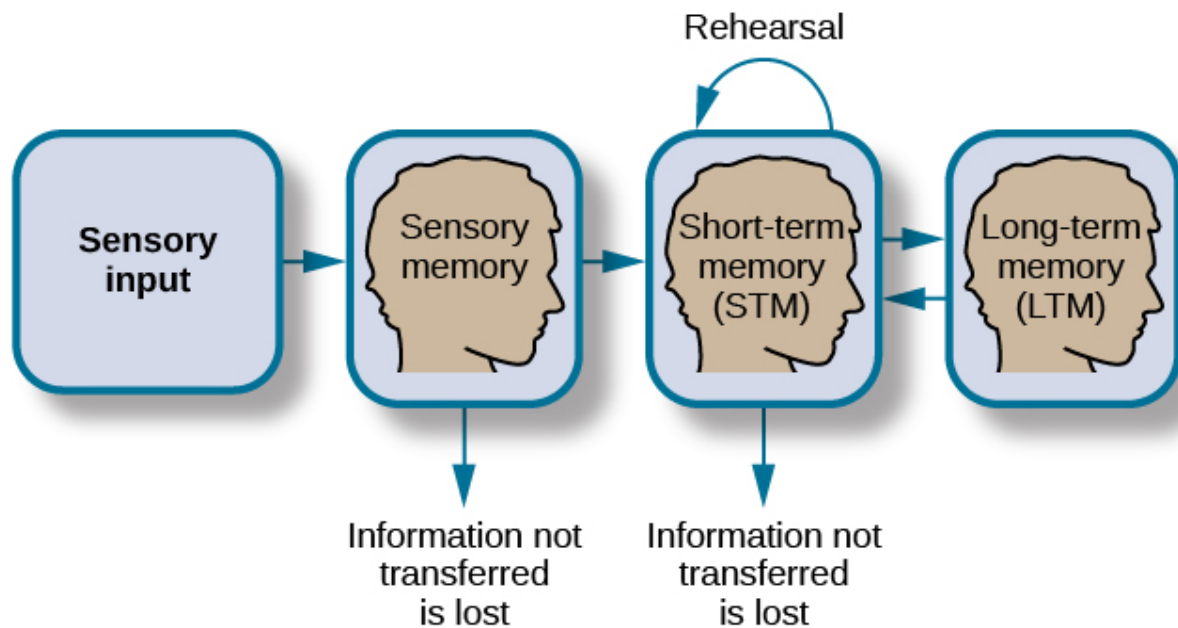 Rehearsal
Sensory
input
Sensory
memory
Short-term
memory
(STM)
Long-term
memory
(LTM)
Information not
transferred
is lost
Information not
transferred
is lost